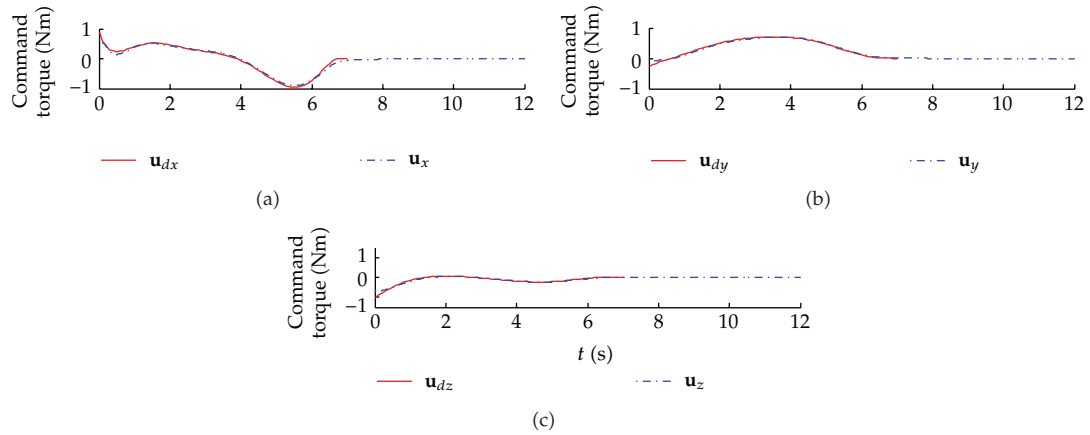 Command
torque (Nm)
1
0
−1
0 2 4 6 8 10 12
u_dx u_x
(a)
Command
torque (Nm)
1
0
−1
0 2 4 6 8 10 12
u_dy u_y
(b)
Command
torque (Nm)
1
0
−1
0 2 4 6 8 10 12
t (s)
u_dz u_z
(c)